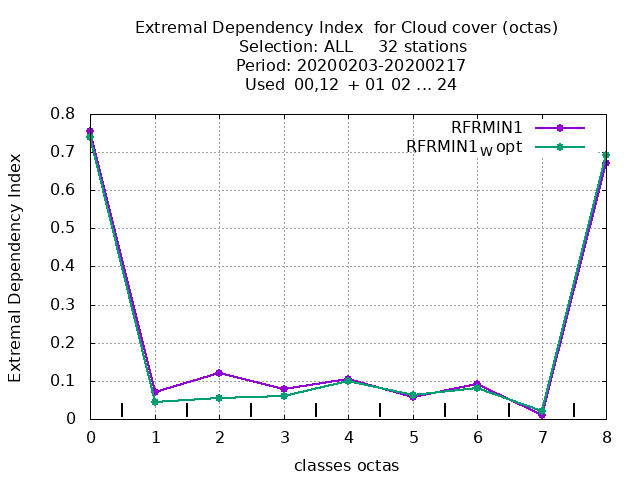 Extremal Dependency Index  for Cloud cover (octas)
Selection: ALL     32 stations
Period: 20200203-20200217
Used  00,12  + 01 02 ... 24
RFRMIN1
RFRMIN1W opt
Extremal Dependency Index
0.8
0.7
0.6
0.5
0.4
0.3
0.2
0.1
0
0 1 2 3 4 5 6 7 8
classes octas